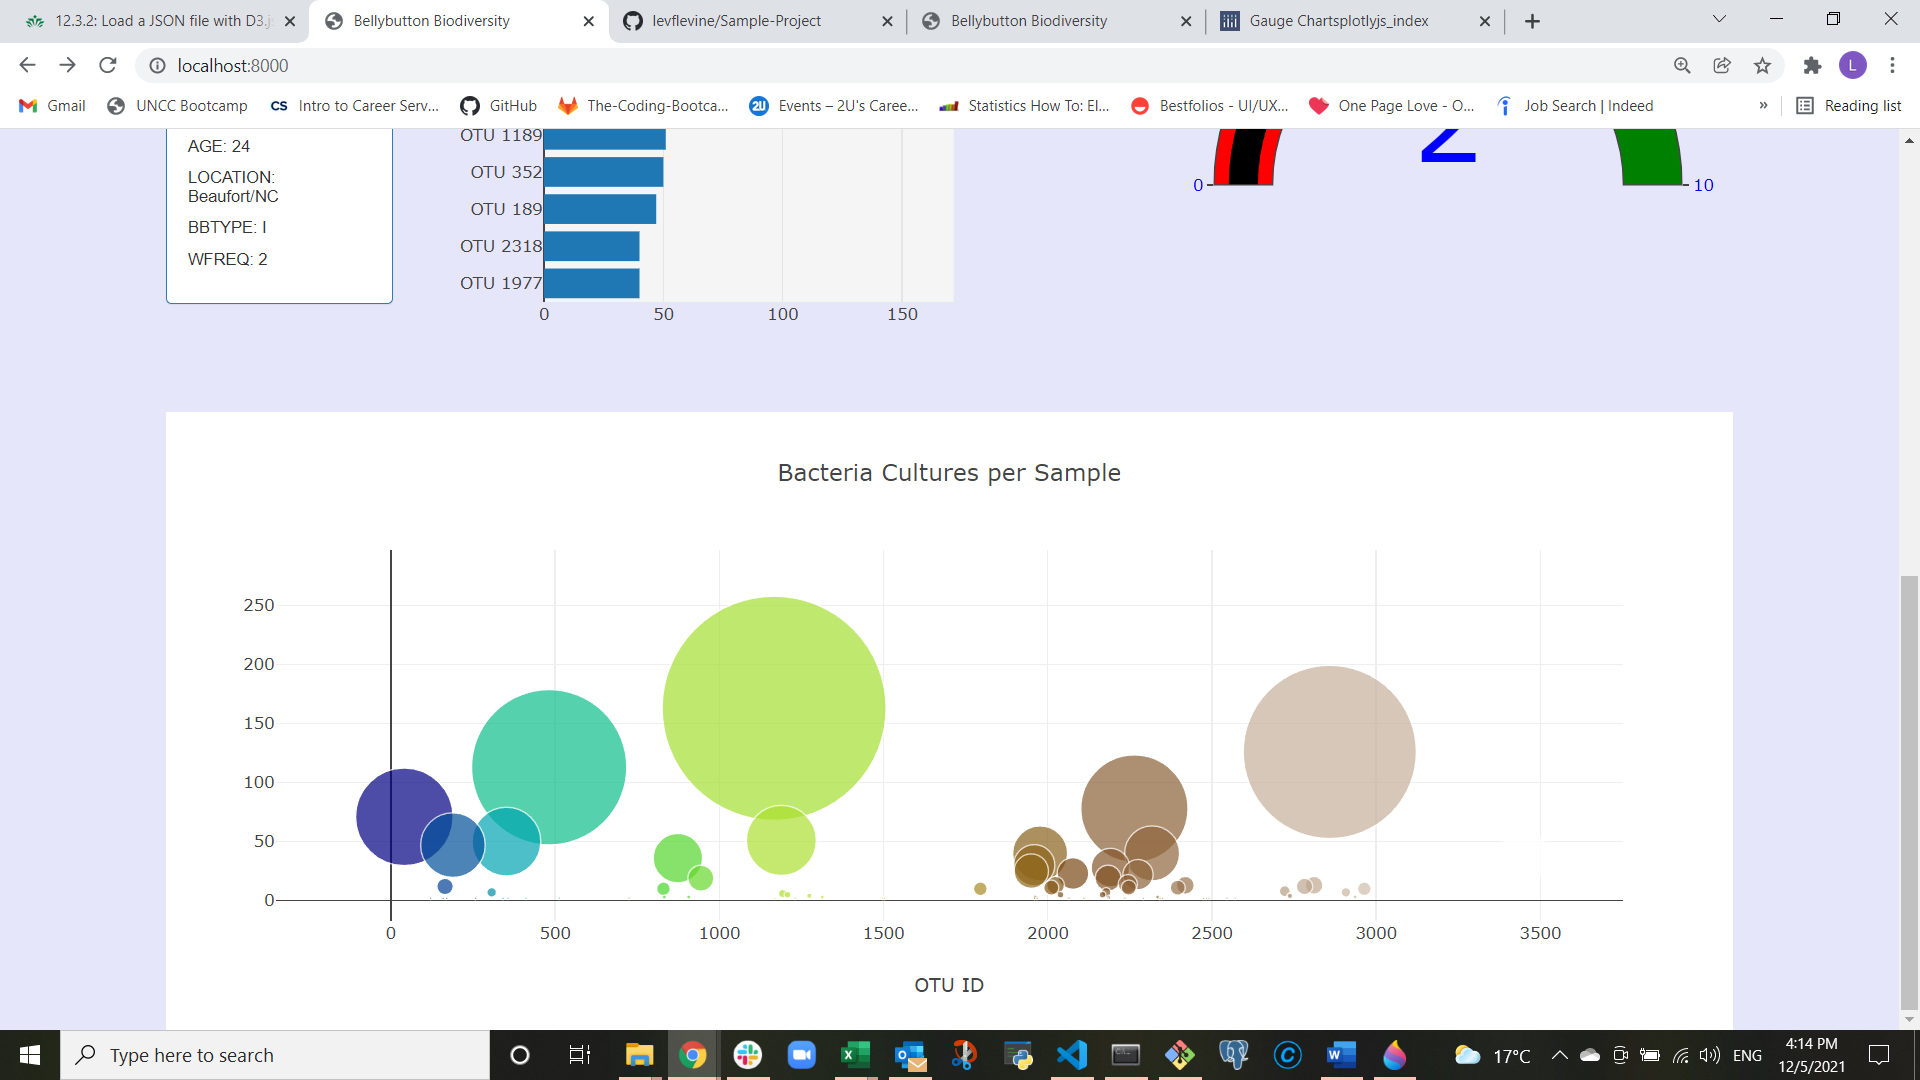 12.3.2: Load a JSON file with D3.js
Bellybutton Biodiversity
levflevine/Sample-Project
Bellybutton Biodiversity
Gauge Chartsplotlyjs_index
localhost:8000
L
Gmail
UNCC Bootcamp
CS Intro to Career Serv...
GitHub
The-Coding-Bootca...
2U Events – 2U's Caree...
Statistics How To: El...
Bestfolios - UI/UX...
One Page Love - O...
Job Search | Indeed
»
Reading list
AGE: 24
LOCATION:
Beaufort/NC
BBTYPE: I
WFREQ: 2
OTU 1189
OTU 352
OTU 189
OTU 2318
OTU 1977
0 50 100 150
2
0 10
Bacteria Cultures per Sample
250
200
150
100
50
0
0 500 1000 1500 2000 2500 3000 3500
OTU ID
Type here to search
17°C
ENG
4:14 PM
12/5/2021